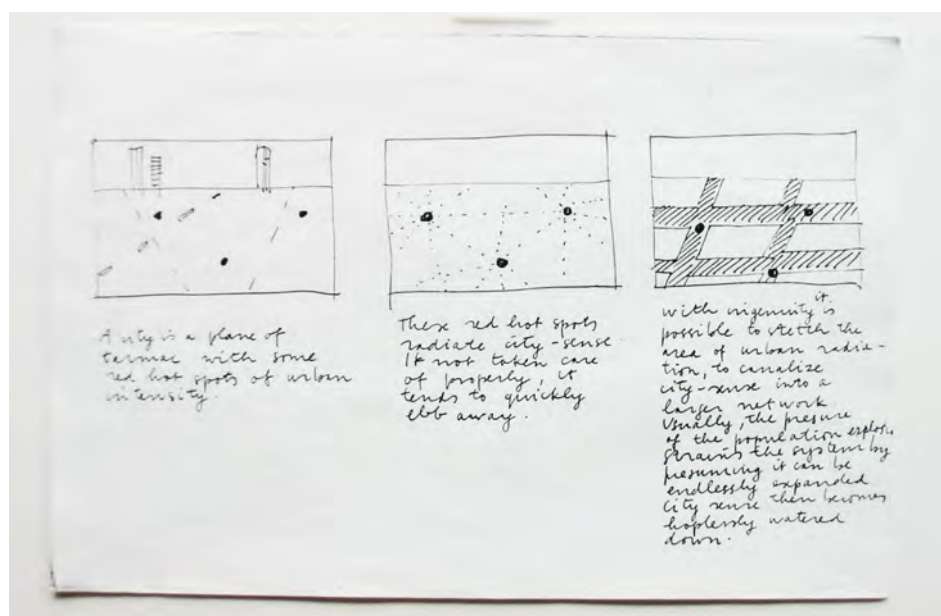 A city is a plane of
tarmac with some
red hot spots of urban
intensity.
These red hot spots
radiate city-sense.
If not taken care
of properly, it
tends to quickly
ebb away.
With ingenuity it is
possible to stretch the
area of urban radia-
tion, to canalize
city-sense into a
larger network
Usually, the presure
of the population explosi
strains the system by
presuming it can be
endlessly expanded
City sense then becomes
hoplessly watered
down.